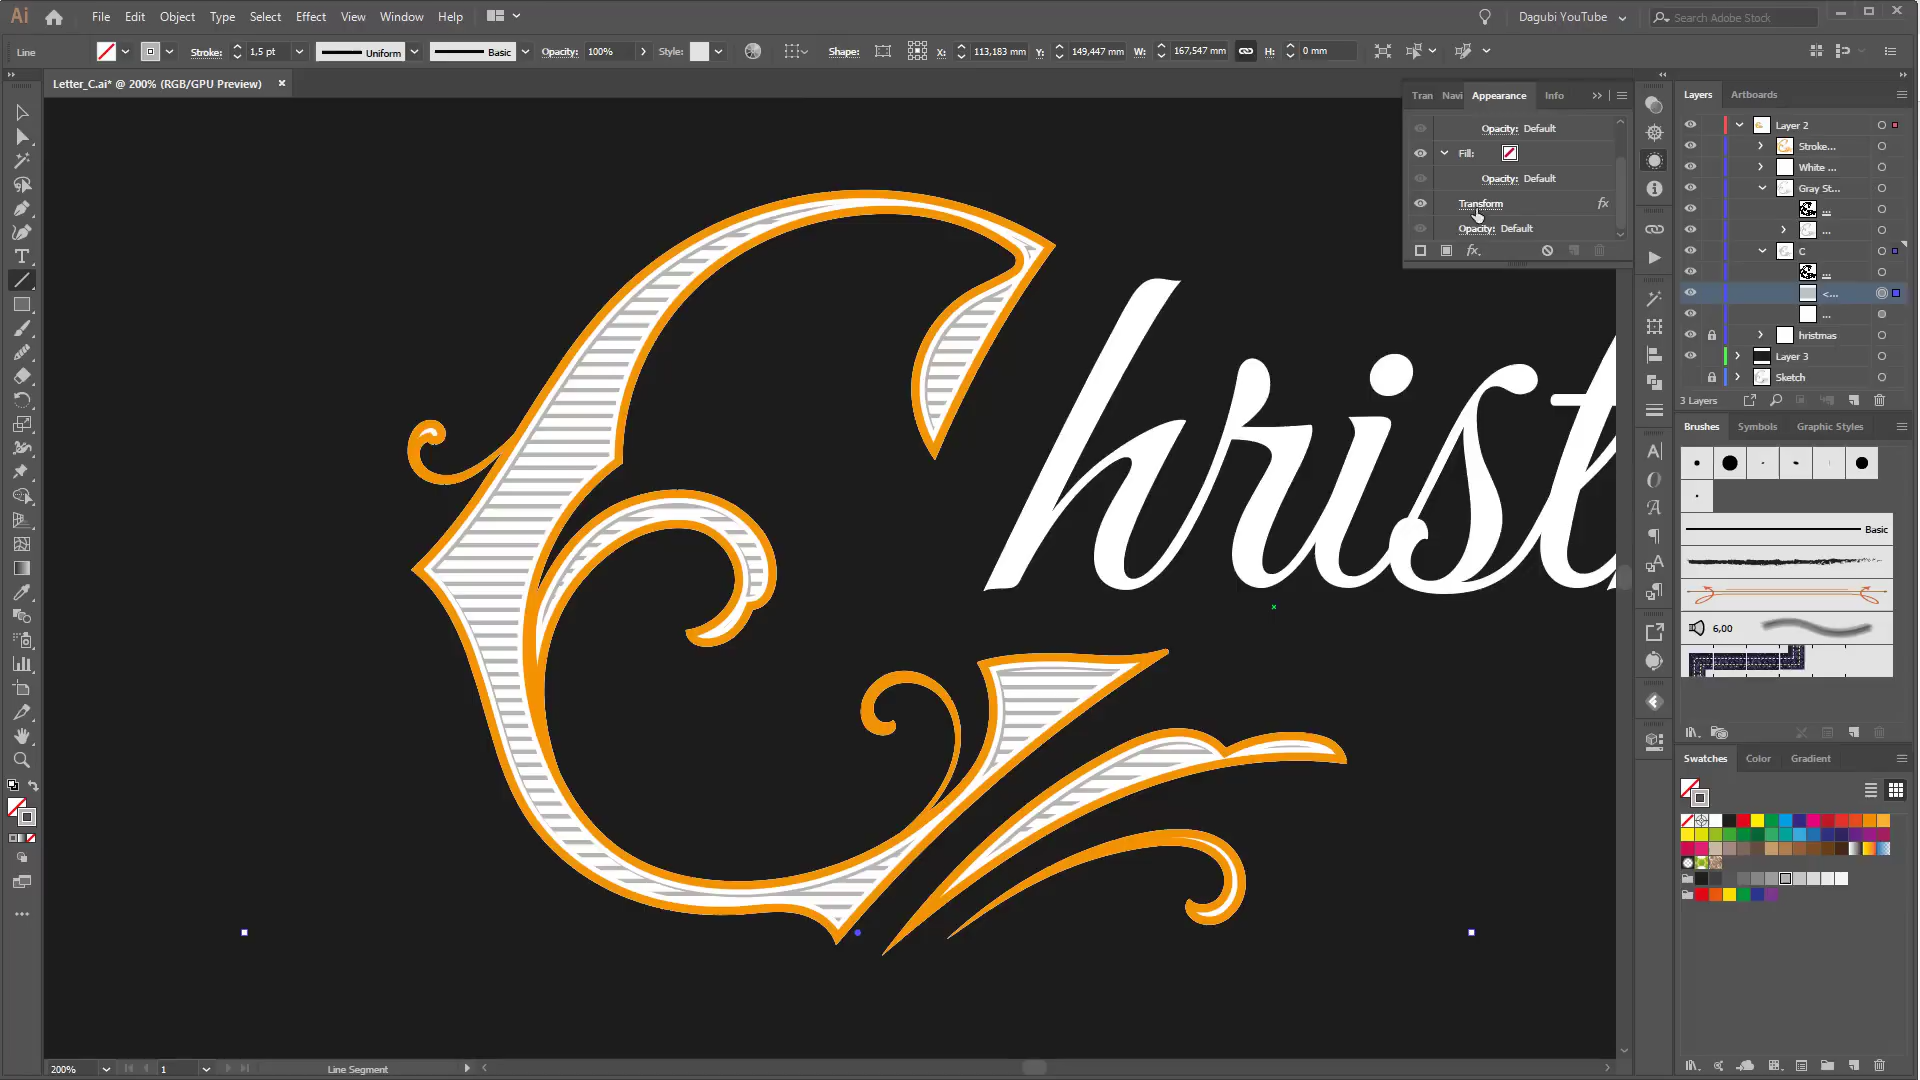 Ai File Edit Object Type Select Effect View Window Help Dagubi YouTube Search Adobe Stock
Line Stroke: 1,5 pt Uniform Basic Opacity: 100% Style: Shape: X: 113,183 mm Y: 149,447 mm W: 167,547 mm H: 0 mm
Letter_C.ai* @ 200% (RGB/GPU Preview)
Tran Navi Appearance Info
Opacity: Default
Fill:
Opacity: Default
Transform fx
Opacity: Default
fx.
Layers Artboards
Layer 2
Stroke...
White ...
Gray St...
...
...
C
...
<...
...
hristmas
Layer 3
Sketch
3 Layers
Brushes Symbols Graphic Styles
Basic
6,00
Swatches Color Gradient
Christ
200% 1 Line Segment